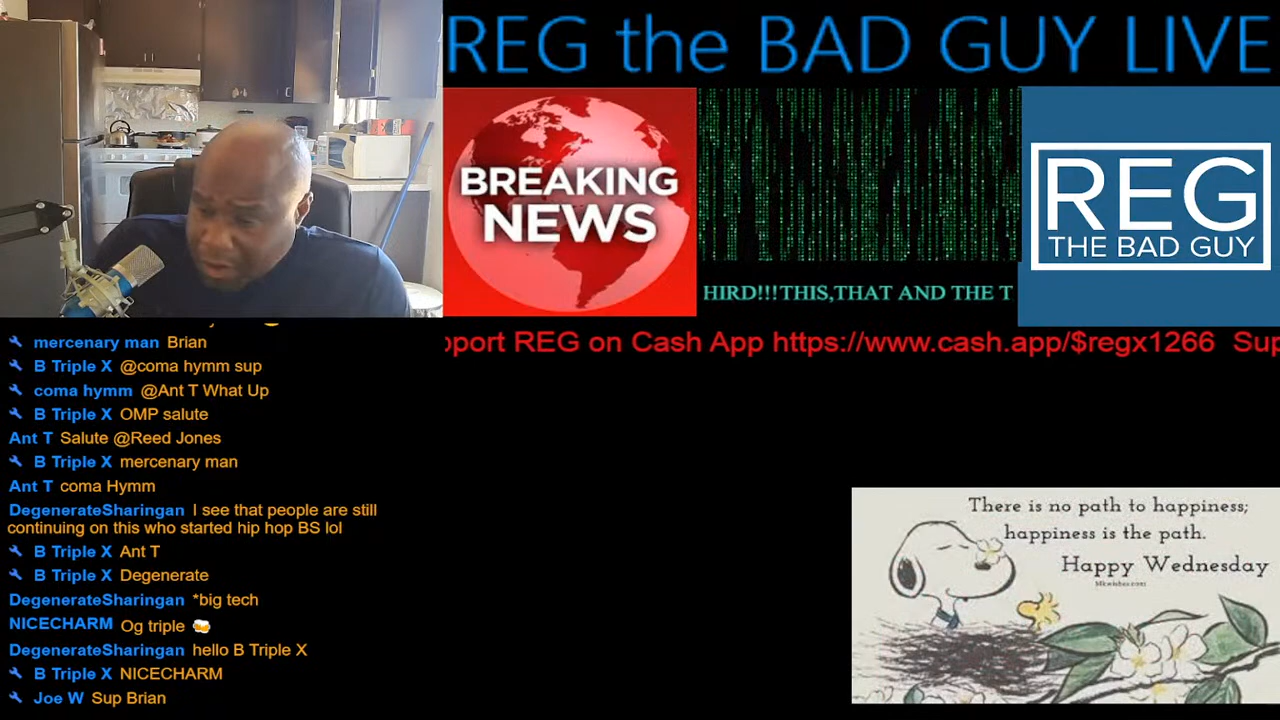 REG the BAD GUY LIVE
BREAKING
NEWS
REG
THE BAD GUY
HIRD!!!THIS,THAT AND THE T
pport REG on Cash App https://www.cash.app/$regx1266 Sup
mercenary man Brian
B Triple X @coma hymm sup
coma hymm @Ant T What Up
B Triple X OMP salute
Ant T Salute @Reed Jones
B Triple X mercenary man
Ant T coma Hymm
DegenerateSharingan I see that people are still
continuing on this who started hip hop BS lol
B Triple X Ant T
B Triple X Degenerate
DegenerateSharingan *big tech
NICECHARM Og triple 🍻
DegenerateSharingan hello B Triple X
B Triple X NICECHARM
Joe W Sup Brian
There is no path to happiness;
happiness is the path.
Happy Wednesday